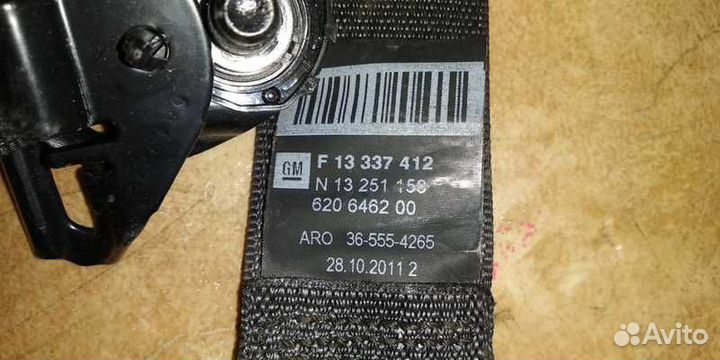 GM F 13 337 412
N 13 251 158
620 6462 00
ARO 36-555-4265
28.10.2011 2
Avito